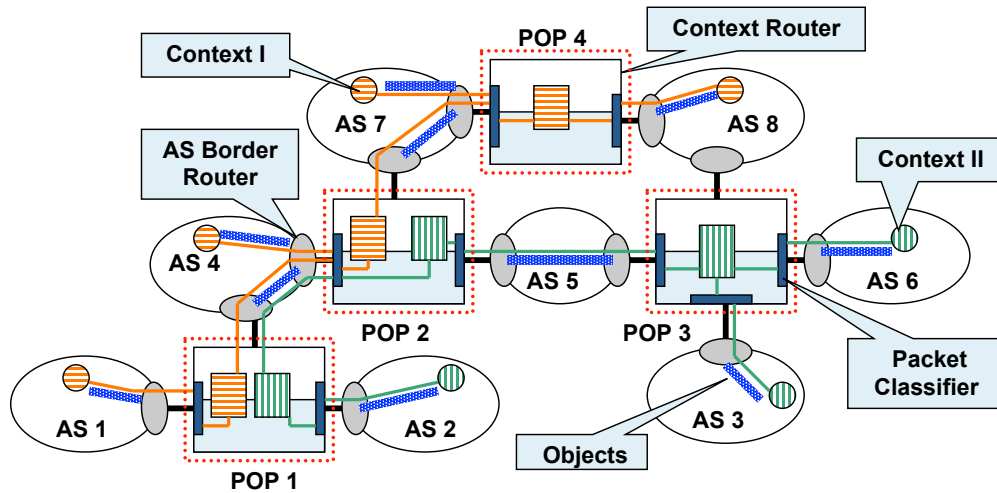 POP 4
Context Router
Context I
AS 7
AS 8
AS Border
Router
Context II
AS 4
AS 5
AS 6
POP 2
POP 3
Packet
Classifier
AS 1
AS 2
AS 3
Objects
POP 1